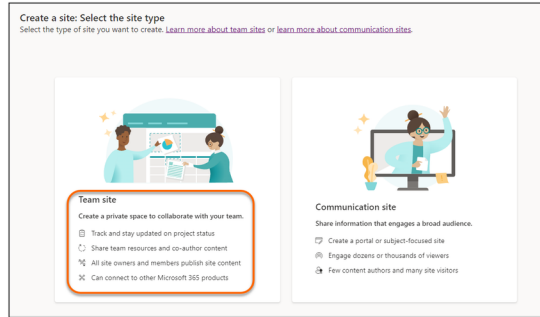 Create a site: Select the site type
Select the type of site you want to create. Learn more about team sites or learn more about communication sites.
Team site
Create a private space to collaborate with your team.
Track and stay updated on project status
Share team resources and co-author content
All site owners and members publish site content
Can connect to other Microsoft 365 products
Communication site
Share information that engages a broad audience.
Create a portal or subject-focused site
Engage dozens or thousands of viewers
Few content authors and many site visitors